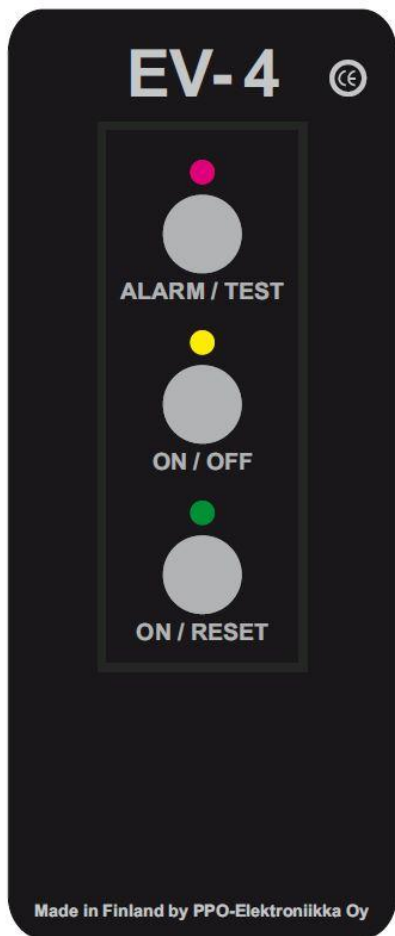 EV- 4
CE
ALARM / TEST
ON / OFF
ON / RESET
Made in Finland by PPO-Elektroniikka Oy